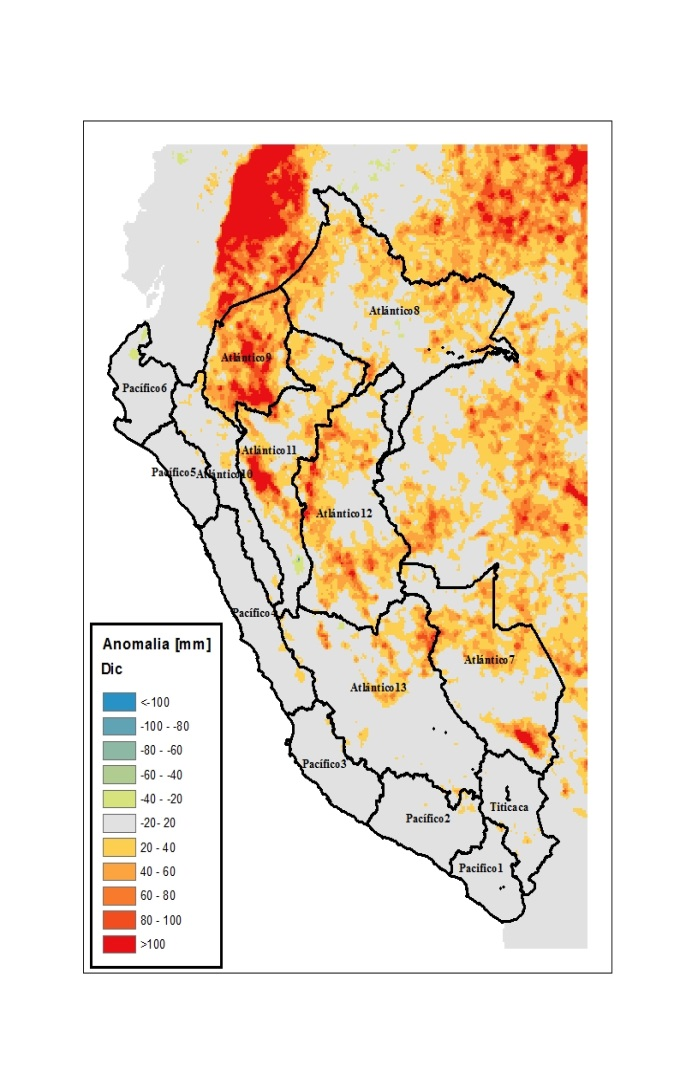 Atlántico8
Atlántico9
Pacífico6
Atlántico11
Pacífico5
Atlántico10
Atlántico12
Pacífico4
Atlántico7
Atlántico13
Pacífico3
Titicaca
Pacífico2
Pacífico1
Anomalia [mm]
Dic
<-100
-100 - -80
-80 - -60
-60 - -40
-40 - -20
-20- 20
20 - 40
40 - 60
60 - 80
80 - 100
>100